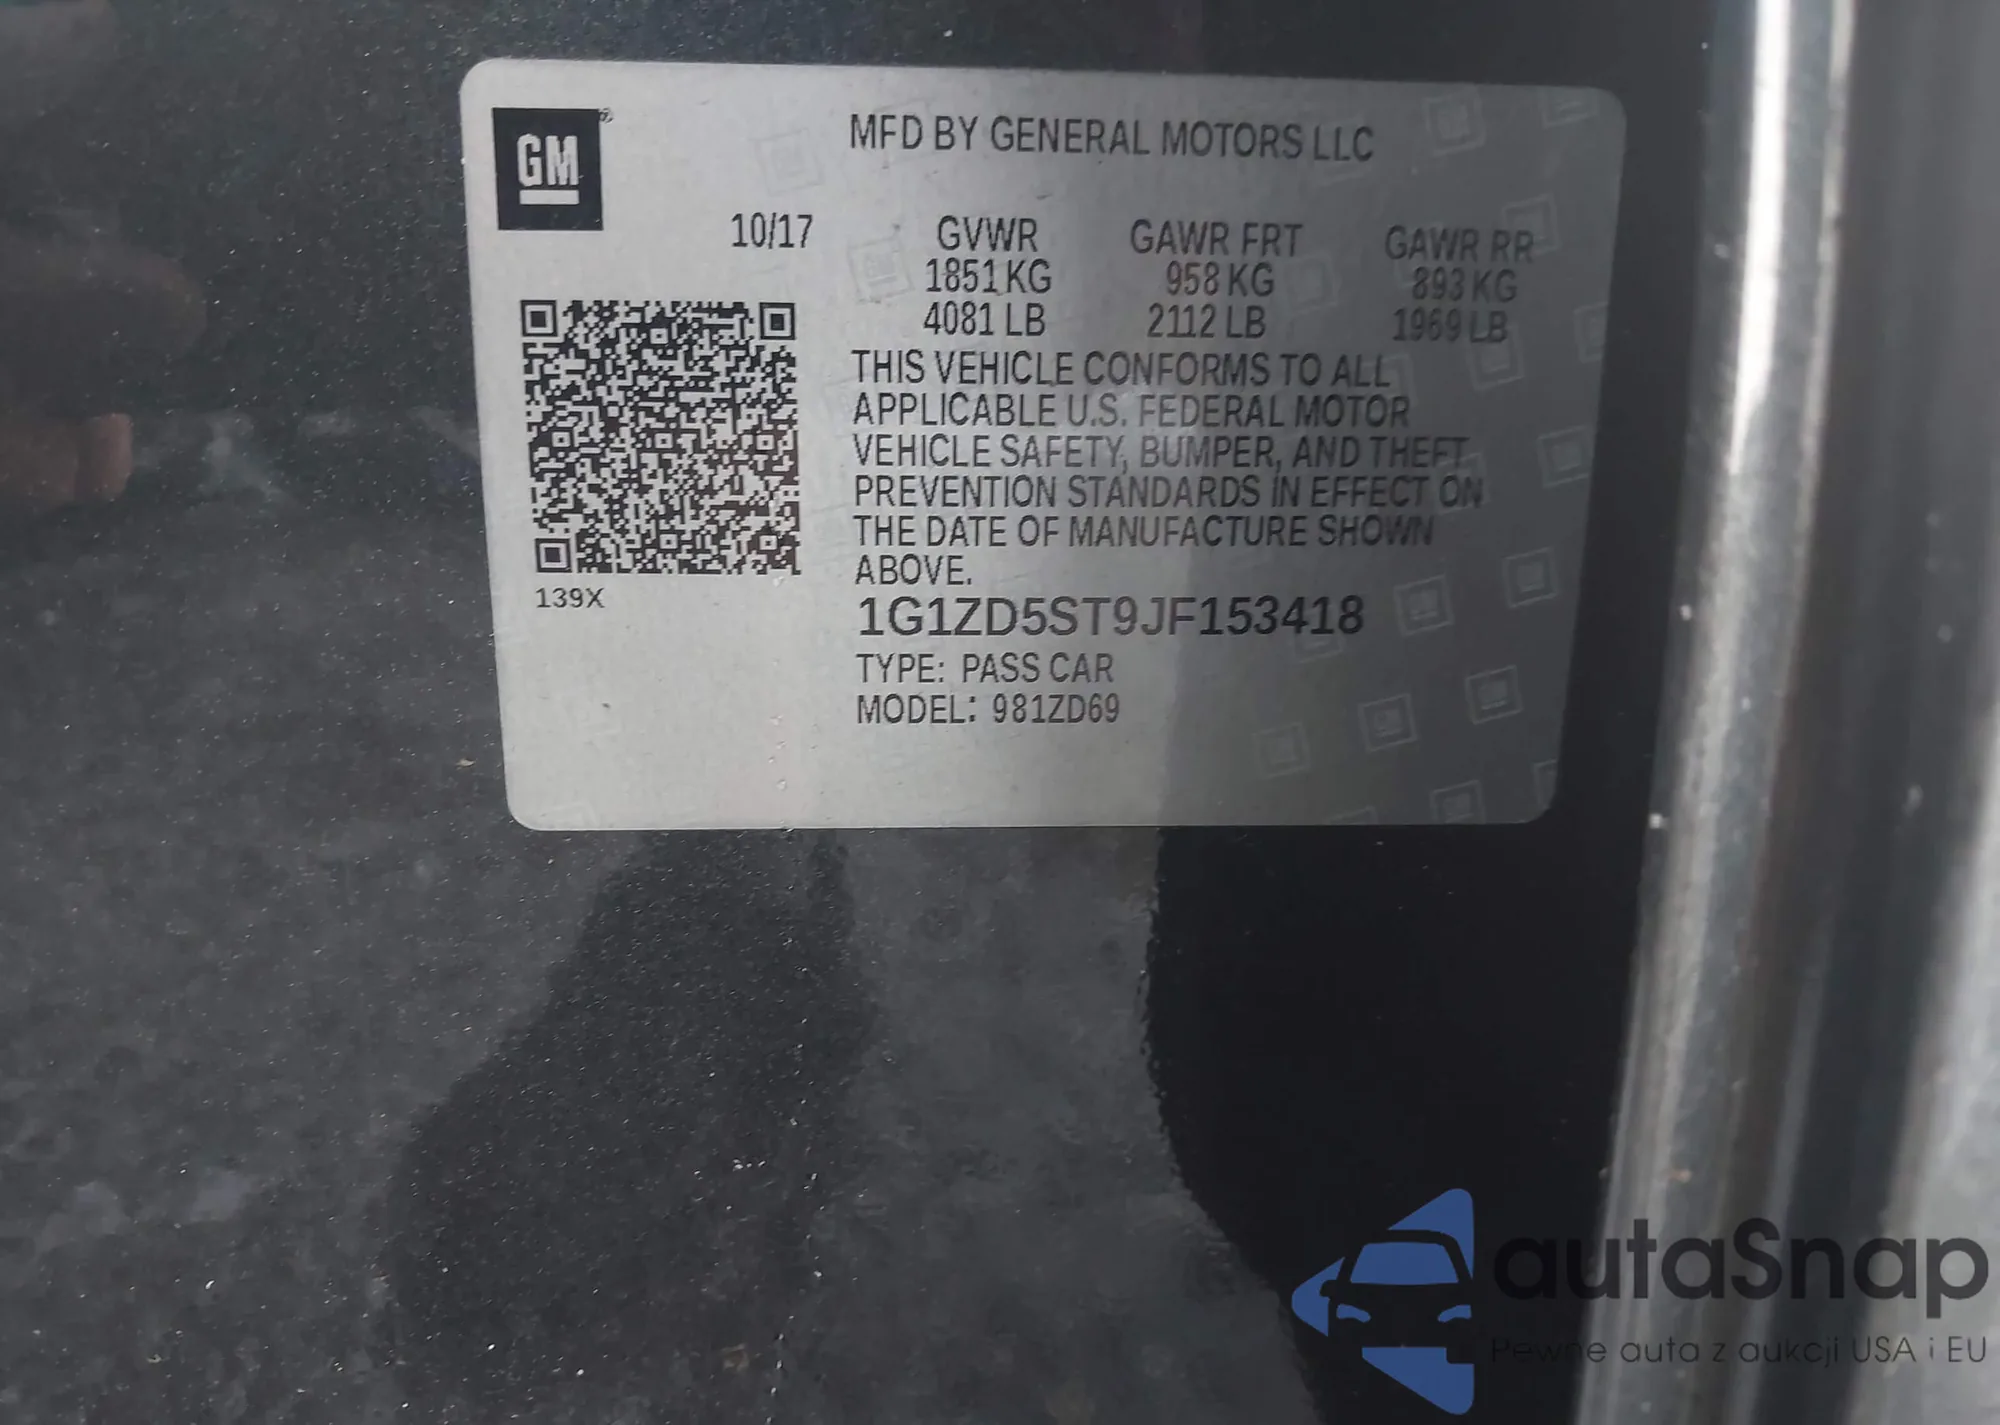 GM
MFD BY GENERAL MOTORS LLC
10/17 GVWR GAWR FRT GAWR RR
1851 KG 958 KG 893 KG
4081 LB 2112 LB 1969 LB
THIS VEHICLE CONFORMS TO ALL
APPLICABLE U.S. FEDERAL MOTOR
VEHICLE SAFETY, BUMPER, AND THEFT
PREVENTION STANDARDS IN EFFECT ON
THE DATE OF MANUFACTURE SHOWN
ABOVE.
139X
1G1ZD5ST9JF153418
TYPE: PASS CAR
MODEL: 981ZD69
autaSnap
Pewne auta z aukcji USA i EU